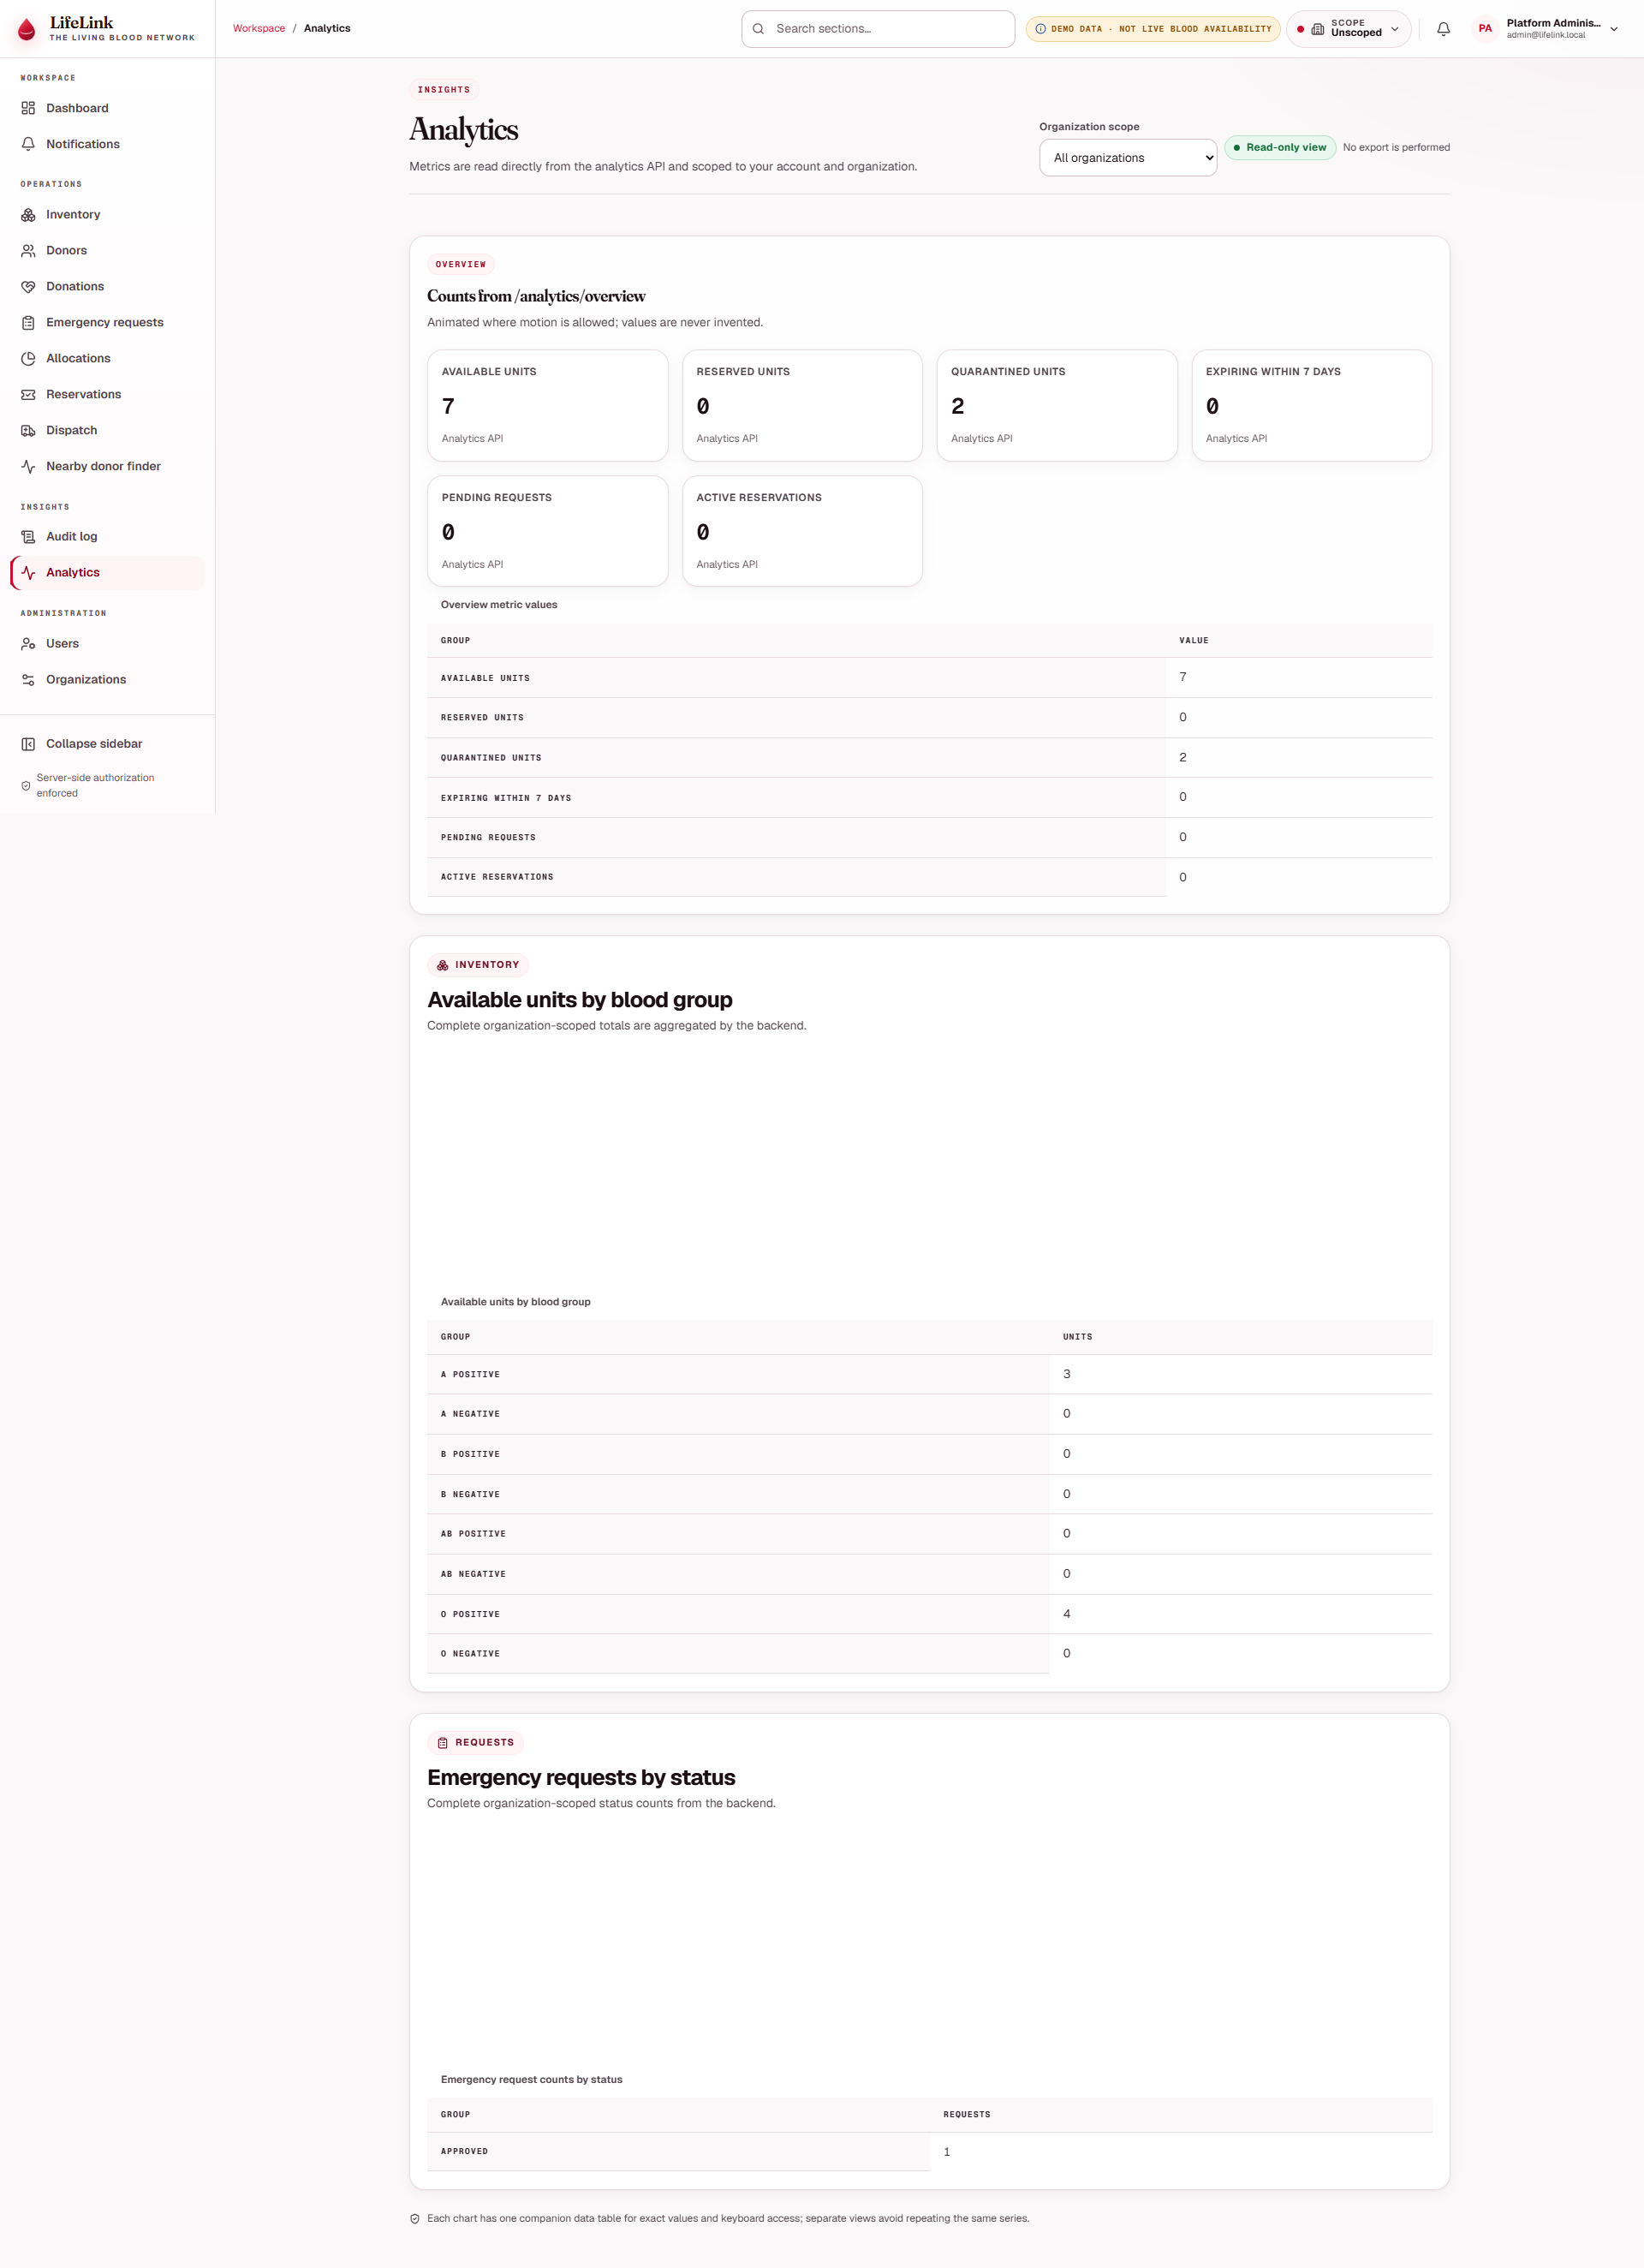 LifeLink
THE LIVING BLOOD NETWORK
Workspace / Analytics
Search sections...
DEMO DATA · NOT LIVE BLOOD AVAILABILITY
SCOPE
Unscoped
PA
Platform Adminis...
admin@lifelink.local
WORKSPACE
Dashboard
Notifications
OPERATIONS
Inventory
Donors
Donations
Emergency requests
Allocations
Reservations
Dispatch
Nearby donor finder
INSIGHTS
Audit log
Analytics
ADMINISTRATION
Users
Organizations
Collapse sidebar
Server-side authorization
enforced
INSIGHTS
Analytics
Metrics are read directly from the analytics API and scoped to your account and organization.
Organization scope
All organizations
Read-only view
No export is performed
OVERVIEW
Counts from /analytics/overview
Animated where motion is allowed; values are never invented.
AVAILABLE UNITS
7
Analytics API
RESERVED UNITS
0
Analytics API
QUARANTINED UNITS
2
Analytics API
EXPIRING WITHIN 7 DAYS
0
Analytics API
PENDING REQUESTS
0
Analytics API
ACTIVE RESERVATIONS
0
Analytics API
Overview metric values
GROUP VALUE
AVAILABLE UNITS 7
RESERVED UNITS 0
QUARANTINED UNITS 2
EXPIRING WITHIN 7 DAYS 0
PENDING REQUESTS 0
ACTIVE RESERVATIONS 0
INVENTORY
Available units by blood group
Complete organization-scoped totals are aggregated by the backend.
Available units by blood group
GROUP UNITS
A POSITIVE 3
A NEGATIVE 0
B POSITIVE 0
B NEGATIVE 0
AB POSITIVE 0
AB NEGATIVE 0
O POSITIVE 4
O NEGATIVE 0
REQUESTS
Emergency requests by status
Complete organization-scoped status counts from the backend.
Emergency request counts by status
GROUP REQUESTS
APPROVED 1
Each chart has one companion data table for exact values and keyboard access; separate views avoid repeating the same series.